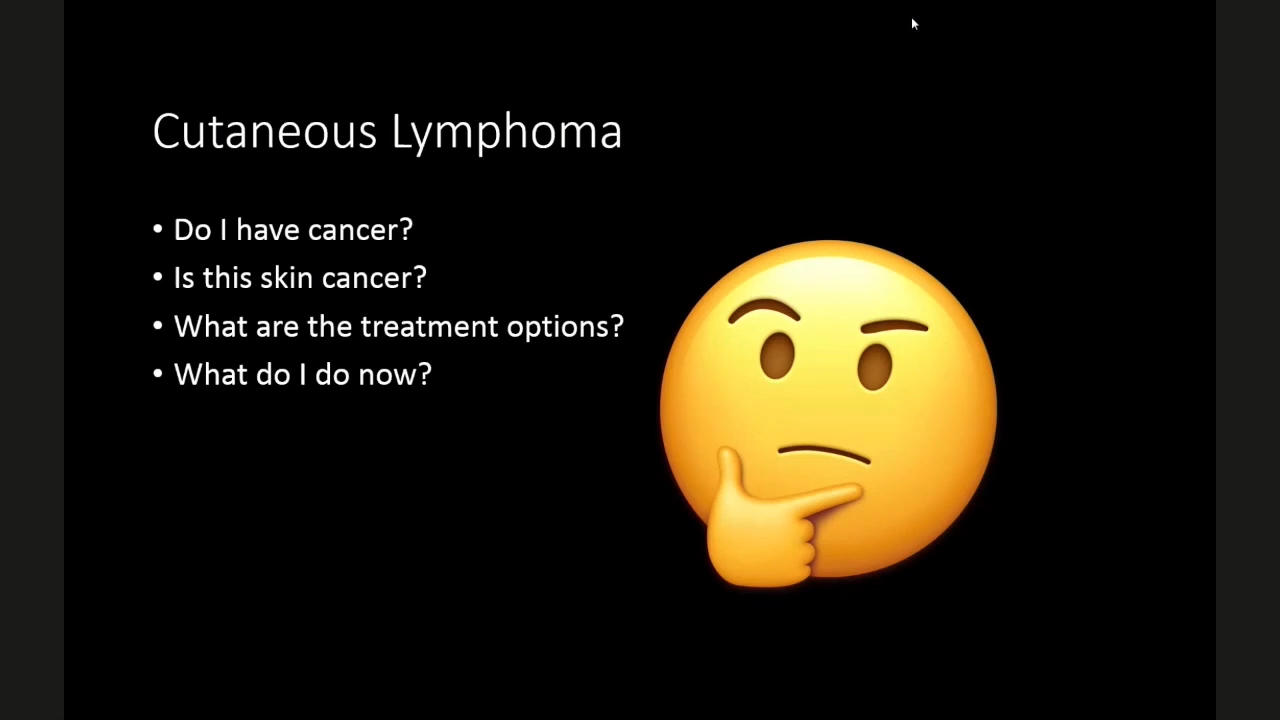 Cutaneous Lymphoma
• Do I have cancer?
• Is this skin cancer?
• What are the treatment options?
• What do I do now?